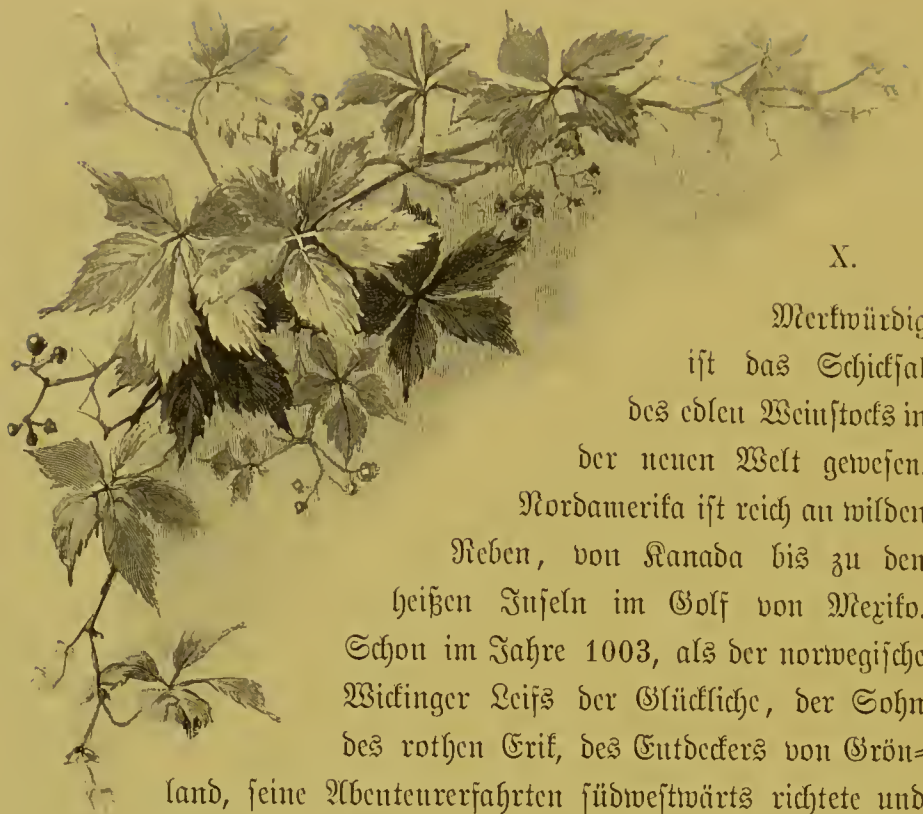 X.
Merkwürdig
ist das Schicksal
des edlen Weinstocks in
der neuen Welt gewesen.
Nordamerika ist reich an wilden
Reben, von Kanada bis zu den
heißen Inseln im Golf von Mexiko.
Schon im Jahre 1003, als der norwegische
Wickinger Leifs der Glückliche, der Sohn
des rothen Erik, des Entdeckers von Grön=
land, seine Abenteurerfahrten südwestwärts richtete und